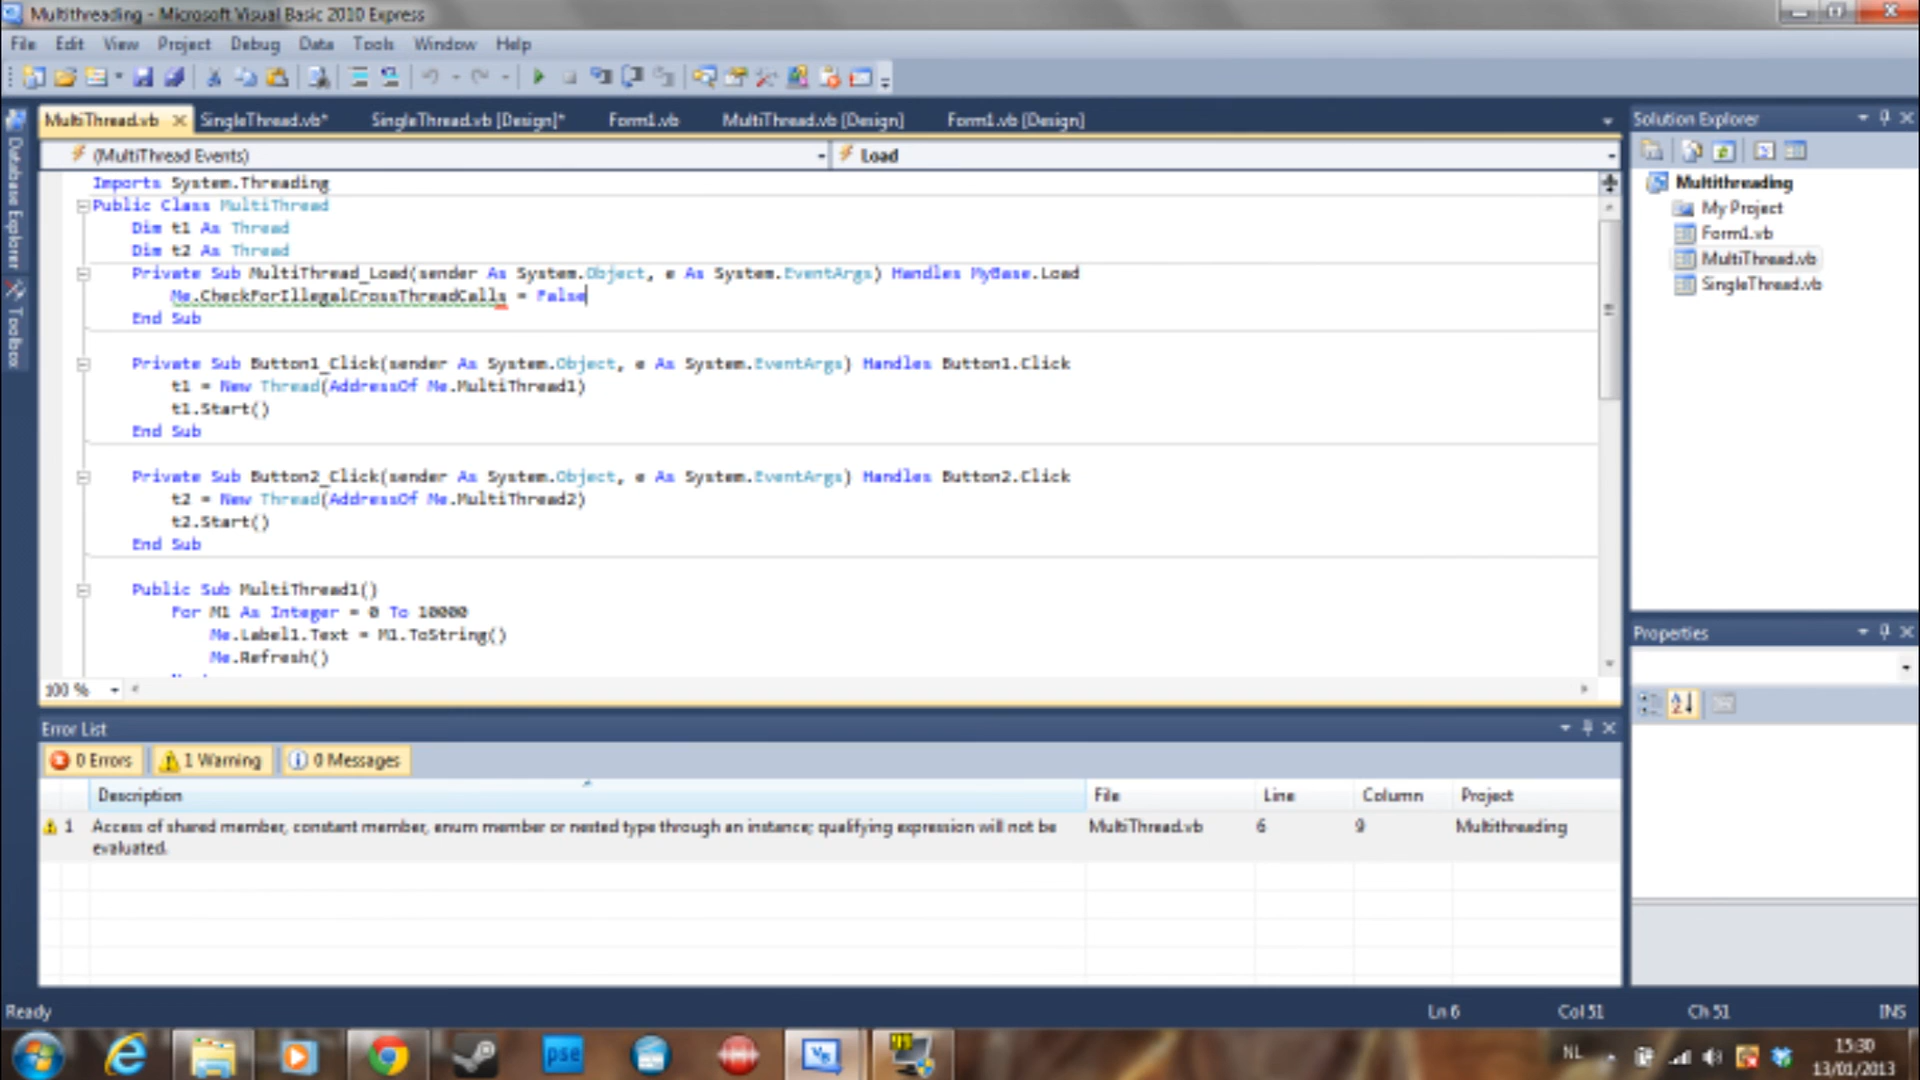 Multithreading - Microsoft Visual Basic 2010 Express
File Edit View Project Debug Data Tools Window Help
MultiThread.vb SingleThread.vb* SingleThread.vb [Design]* Form1.vb MultiThread.vb [Design] Form1.vb [Design]
(MultiThread Events) Load
Imports System.Threading
Public Class MultiThread
Dim t1 As Thread
Dim t2 As Thread
Private Sub MultiThread_Load(sender As System.Object, e As System.EventArgs) Handles MyBase.Load
Me.CheckForIllegalCrossThreadCalls = False
End Sub
Private Sub Button1_Click(sender As System.Object, e As System.EventArgs) Handles Button1.Click
t1 = New Thread(AddressOf Me.MultiThread1)
t1.Start()
End Sub
Private Sub Button2_Click(sender As System.Object, e As System.EventArgs) Handles Button2.Click
t2 = New Thread(AddressOf Me.MultiThread2)
t2.Start()
End Sub
Public Sub MultiThread1()
For M1 As Integer = 0 To 10000
Me.Label1.Text = M1.ToString()
Me.Refresh()
100 %
Database Explorer
Toolbox
Solution Explorer
Multithreading
My Project
Form1.vb
MultiThread.vb
SingleThread.vb
Properties
Error List
0 Errors 1 Warning 0 Messages
Description File Line Column Project
1 Access of shared member, constant member, enum member or nested type through an instance; qualifying expression will not be evaluated. MultiThread.vb 6 9 Multithreading
Ready Ln 6 Col 51 Ch 51 INS
pse
NL
15:30
13/01/2013